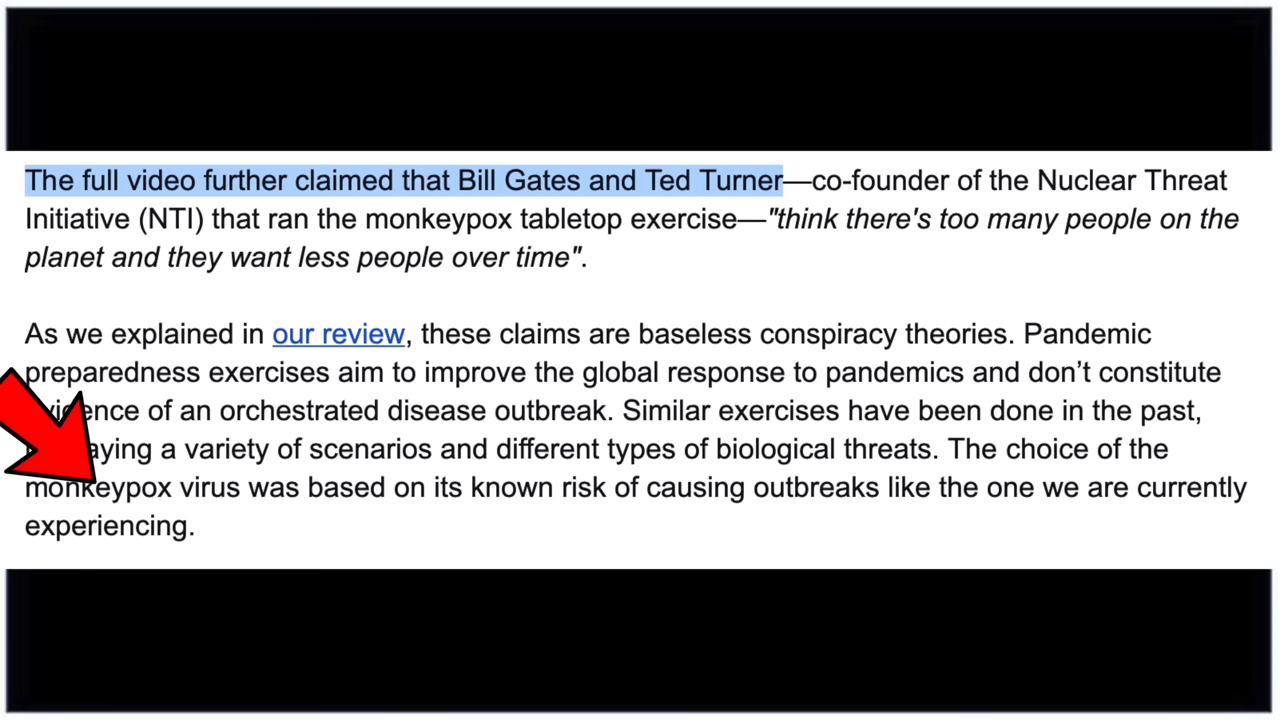 The full video further claimed that Bill Gates and Ted Turner—co-founder of the Nuclear Threat
Initiative (NTI) that ran the monkeypox tabletop exercise—"think there's too many people on the
planet and they want less people over time".
As we explained in our review, these claims are baseless conspiracy theories. Pandemic
preparedness exercises aim to improve the global response to pandemics and don’t constitute
evidence of an orchestrated disease outbreak. Similar exercises have been done in the past,
a variety of scenarios and different types of biological threats. The choice of the
monkeypox virus was based on its known risk of causing outbreaks like the one we are currently
experiencing.